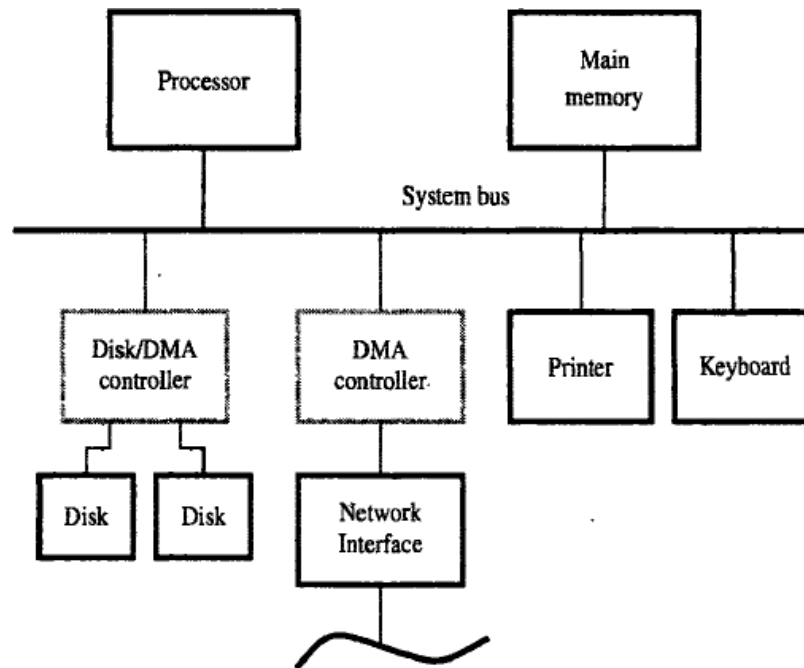 Processor
Main
memory
System bus
Disk/DMA
controller
DMA
controller
Printer
Keyboard
Disk
Disk
Network
Interface